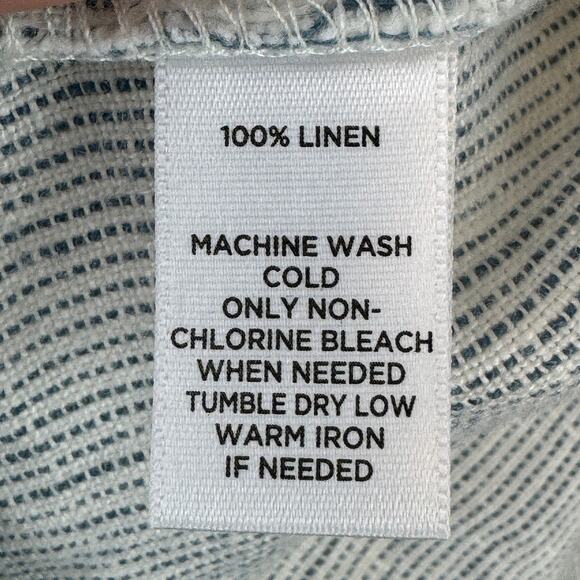 100% LINEN
MACHINE WASH
COLD
ONLY NON-
CHLORINE BLEACH
WHEN NEEDED
TUMBLE DRY LOW
WARM IRON
IF NEEDED